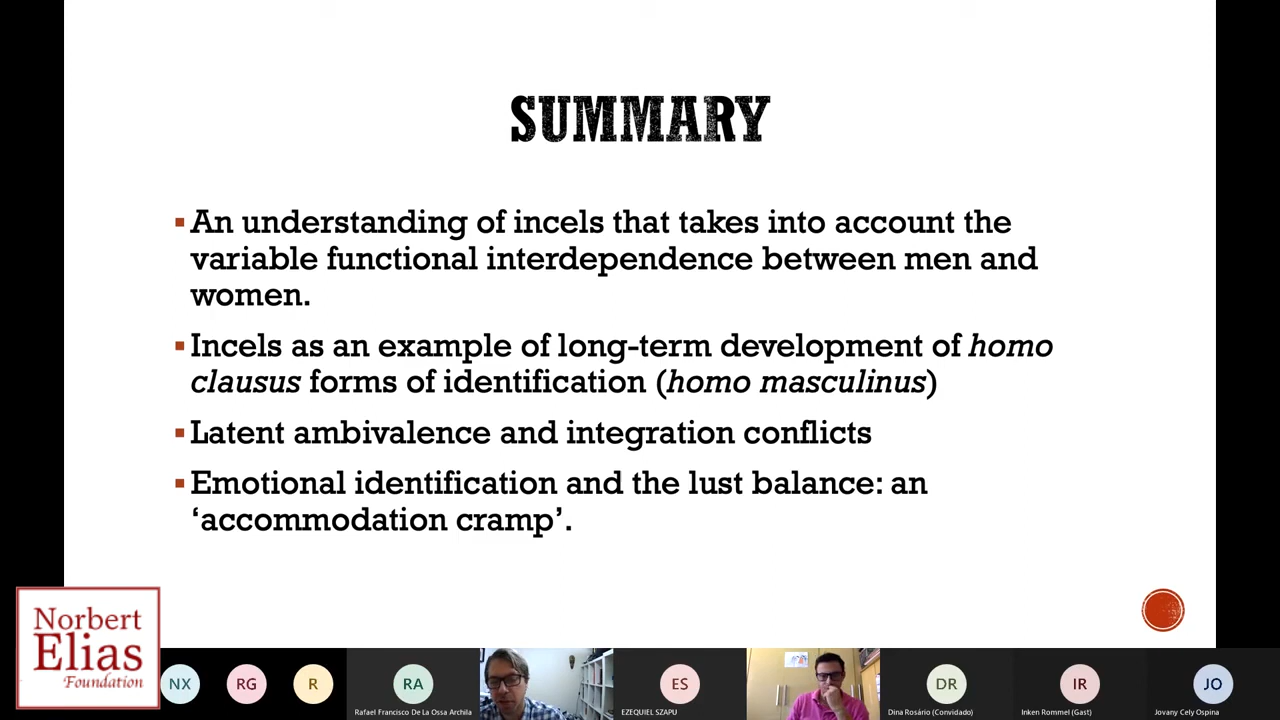 SUMMARY
▪An understanding of incels that takes into account the
variable functional interdependence between men and
women.
▪Incels as an example of long-term development of homo
clausus forms of identification (homo masculinus)
▪Latent ambivalence and integration conflicts
▪Emotional identification and the lust balance: an
‘accommodation cramp’.
Norbert
Elias
Foundation
NX
RG
R
RA
Rafael Francisco De La Ossa Archila
ES
EZEQUIEL SZAPU
DR
Dina Rosário (Convidado)
IR
Inken Rommel (Gast)
JO
Jovany Cely Ospina